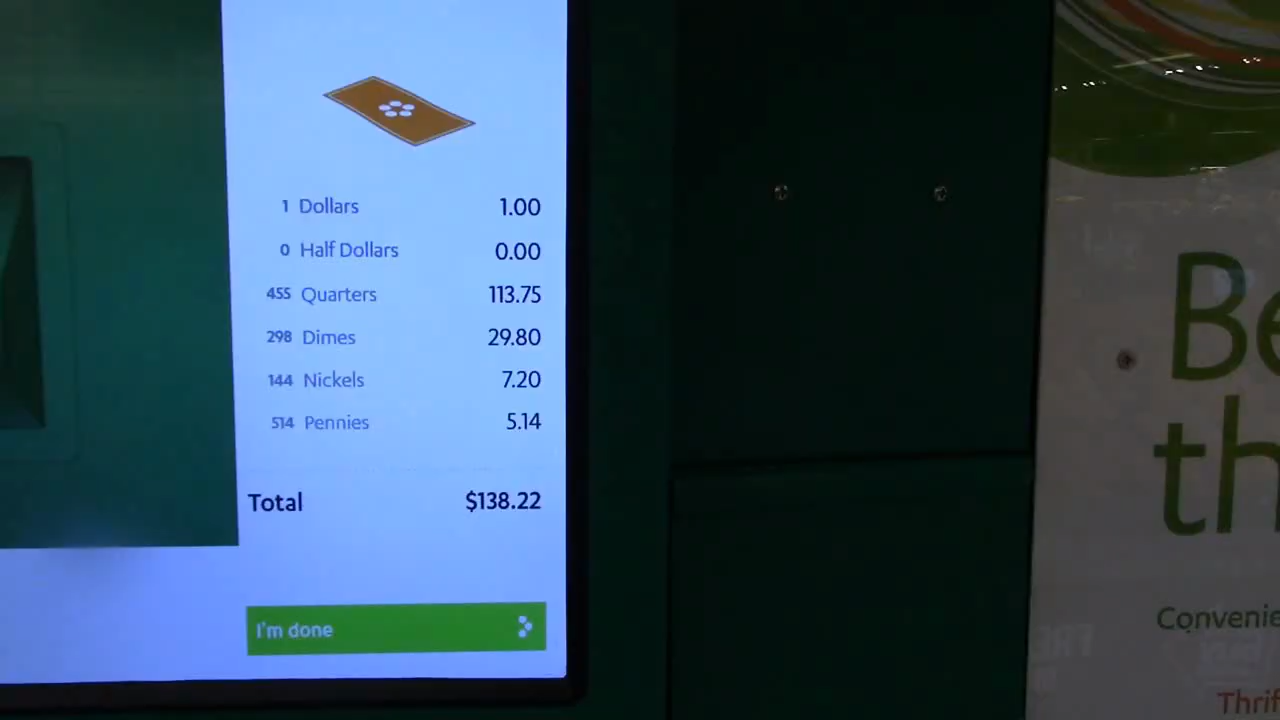 1 Dollars 1.00
0 Half Dollars 0.00
455 Quarters 113.75
298 Dimes 29.80
144 Nickels 7.20
514 Pennies 5.14
Total $138.22
I'm done
Be
th
Convenie
Thrif